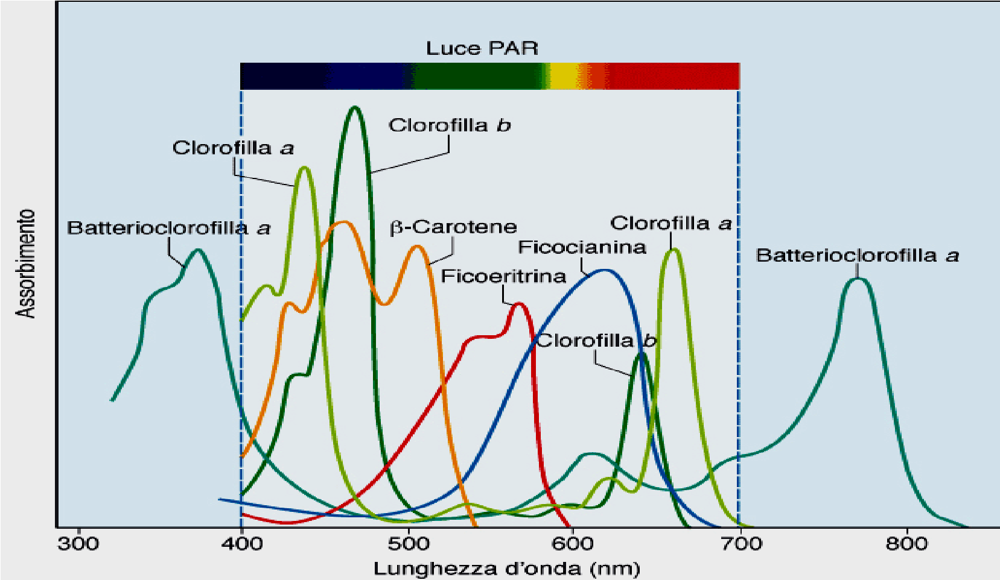 Luce PAR
Clorofilla b
Clorofilla a
Batterioclorofilla a
β-Carotene
Clorofilla a
Ficocianina
Batterioclorofilla a
Ficoeritrina
Clorofilla b
Assorbimento
300 400 500 600 700 800
Lunghezza d'onda (nm)